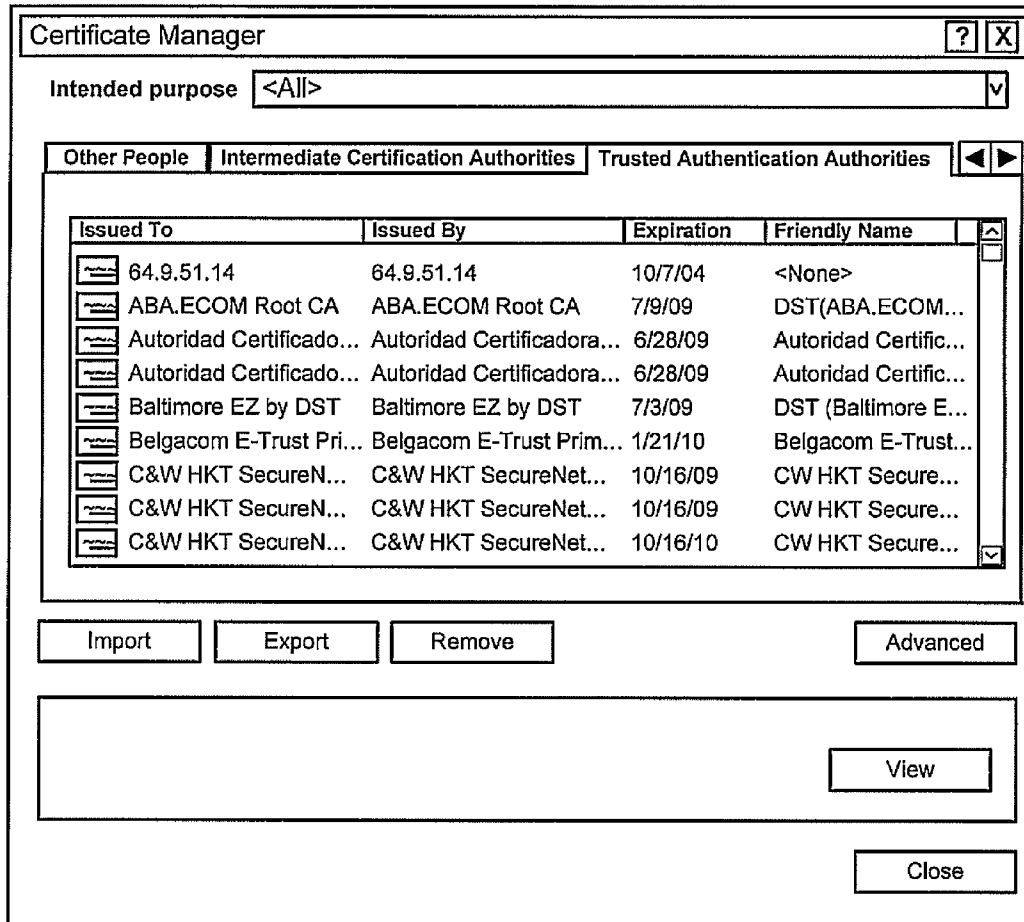 Certificate Manager ? X
Intended purpose <All>
Other People Intermediate Certification Authorities Trusted Authentication Authorities
Issued To Issued By Expiration Friendly Name
64.9.51.14 64.9.51.14 10/7/04 <None>
ABA.ECOM Root CA ABA.ECOM Root CA 7/9/09 DST(ABA.ECOM...
Autoridad Certificado... Autoridad Certificadora... 6/28/09 Autoridad Certific...
Autoridad Certificado... Autoridad Certificadora... 6/28/09 Autoridad Certific...
Baltimore EZ by DST Baltimore EZ by DST 7/3/09 DST (Baltimore E...
Belgacom E-Trust Pri... Belgacom E-Trust Prim... 1/21/10 Belgacom E-Trust...
C&W HKT SecureN... C&W HKT SecureNet... 10/16/09 CW HKT Secure...
C&W HKT SecureN... C&W HKT SecureNet... 10/16/09 CW HKT Secure...
C&W HKT SecureN... C&W HKT SecureNet... 10/16/10 CW HKT Secure...
Import Export Remove Advanced
View
Close